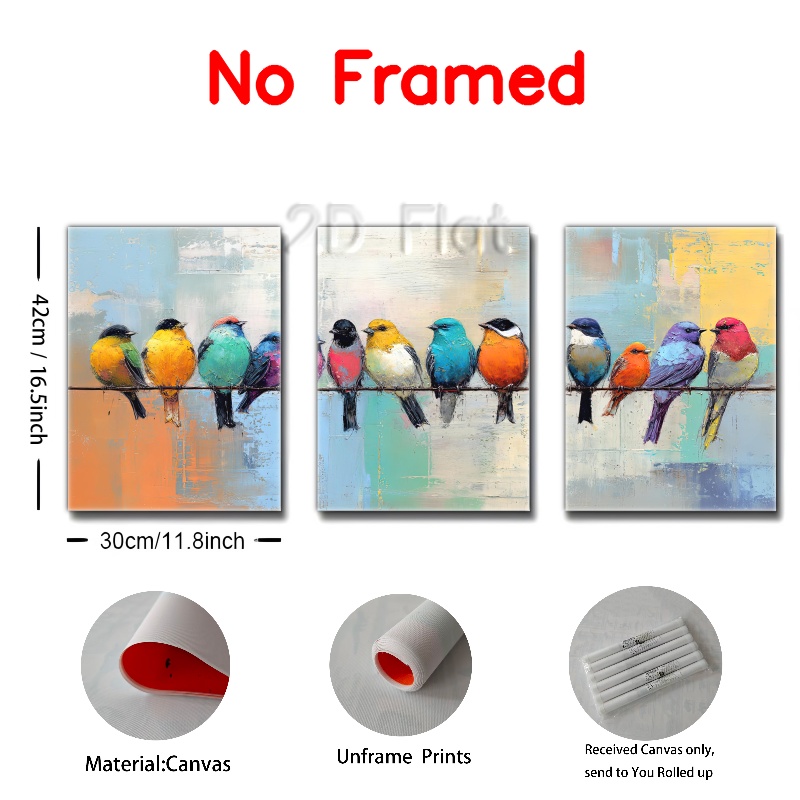 No Framed
2D Flat
42cm / 16.5inch
30cm/11.8inch
Material:Canvas
Unframe Prints
Received Canvas only,
send to You Rolled up